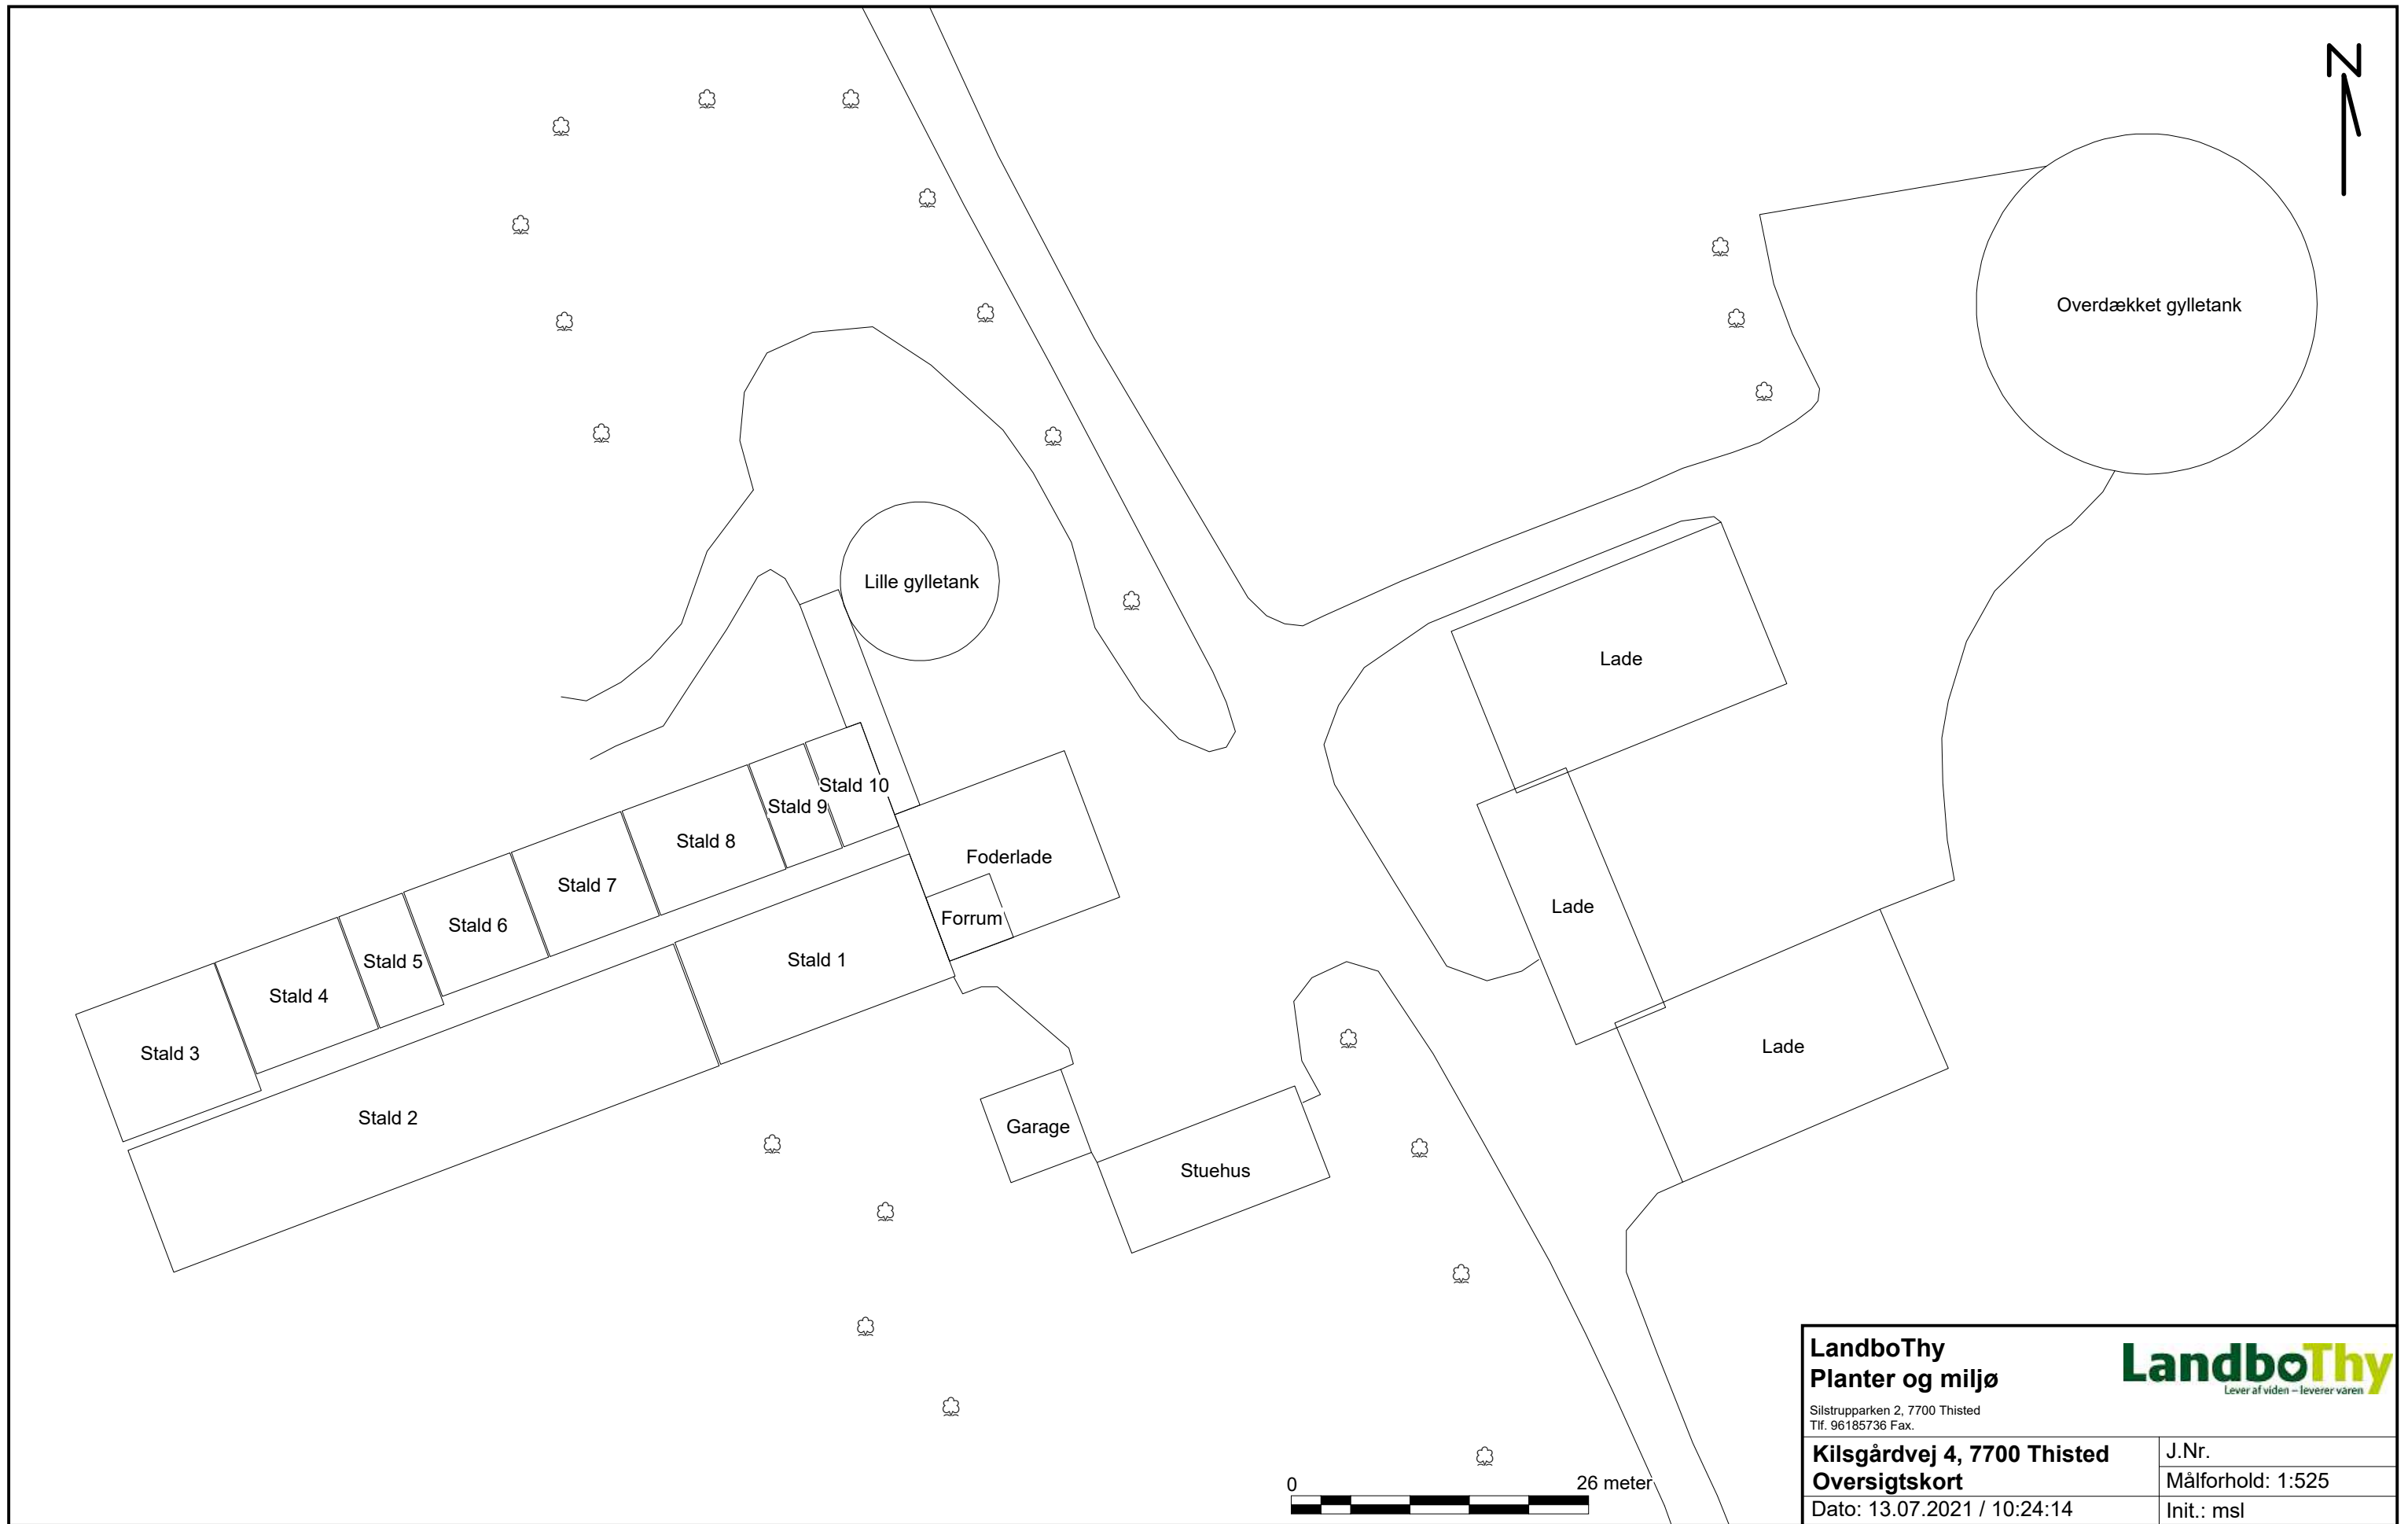 N
Overdækket gylletank
Lille gylletank
Lade
Stald 10
Stald 9
Stald 8
Foderlade
Stald 7
Lade
Forrum
Stald 6
Stald 1
Stald 5
Stald 4
Lade
Stald 3
Stald 2
Garage
Stuehus
0
26 meter
LandboThy
Planter og miljø
Silstrupparken 2, 7700 Thisted
Tlf. 96185736 Fax.
LandboThy
Lever af viden – leverer varen
Kilsgårdvej 4, 7700 Thisted
Oversigtskort
Dato: 13.07.2021 / 10:24:14
J.Nr.
Målforhold: 1:525
Init.: msl